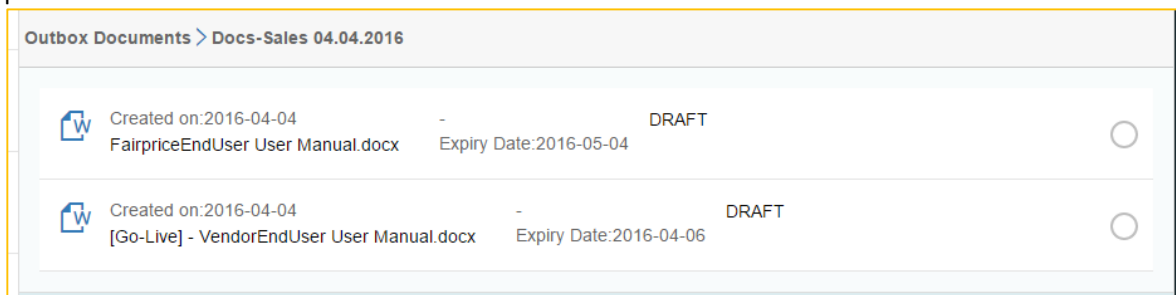 Outbox Documents > Docs-Sales 04.04.2016
W Created on:2016-04-04 - DRAFT
FairpriceEndUser User Manual.docx Expiry Date:2016-05-04
W Created on:2016-04-04 - DRAFT
[Go-Live] - VendorEndUser User Manual.docx Expiry Date:2016-04-06